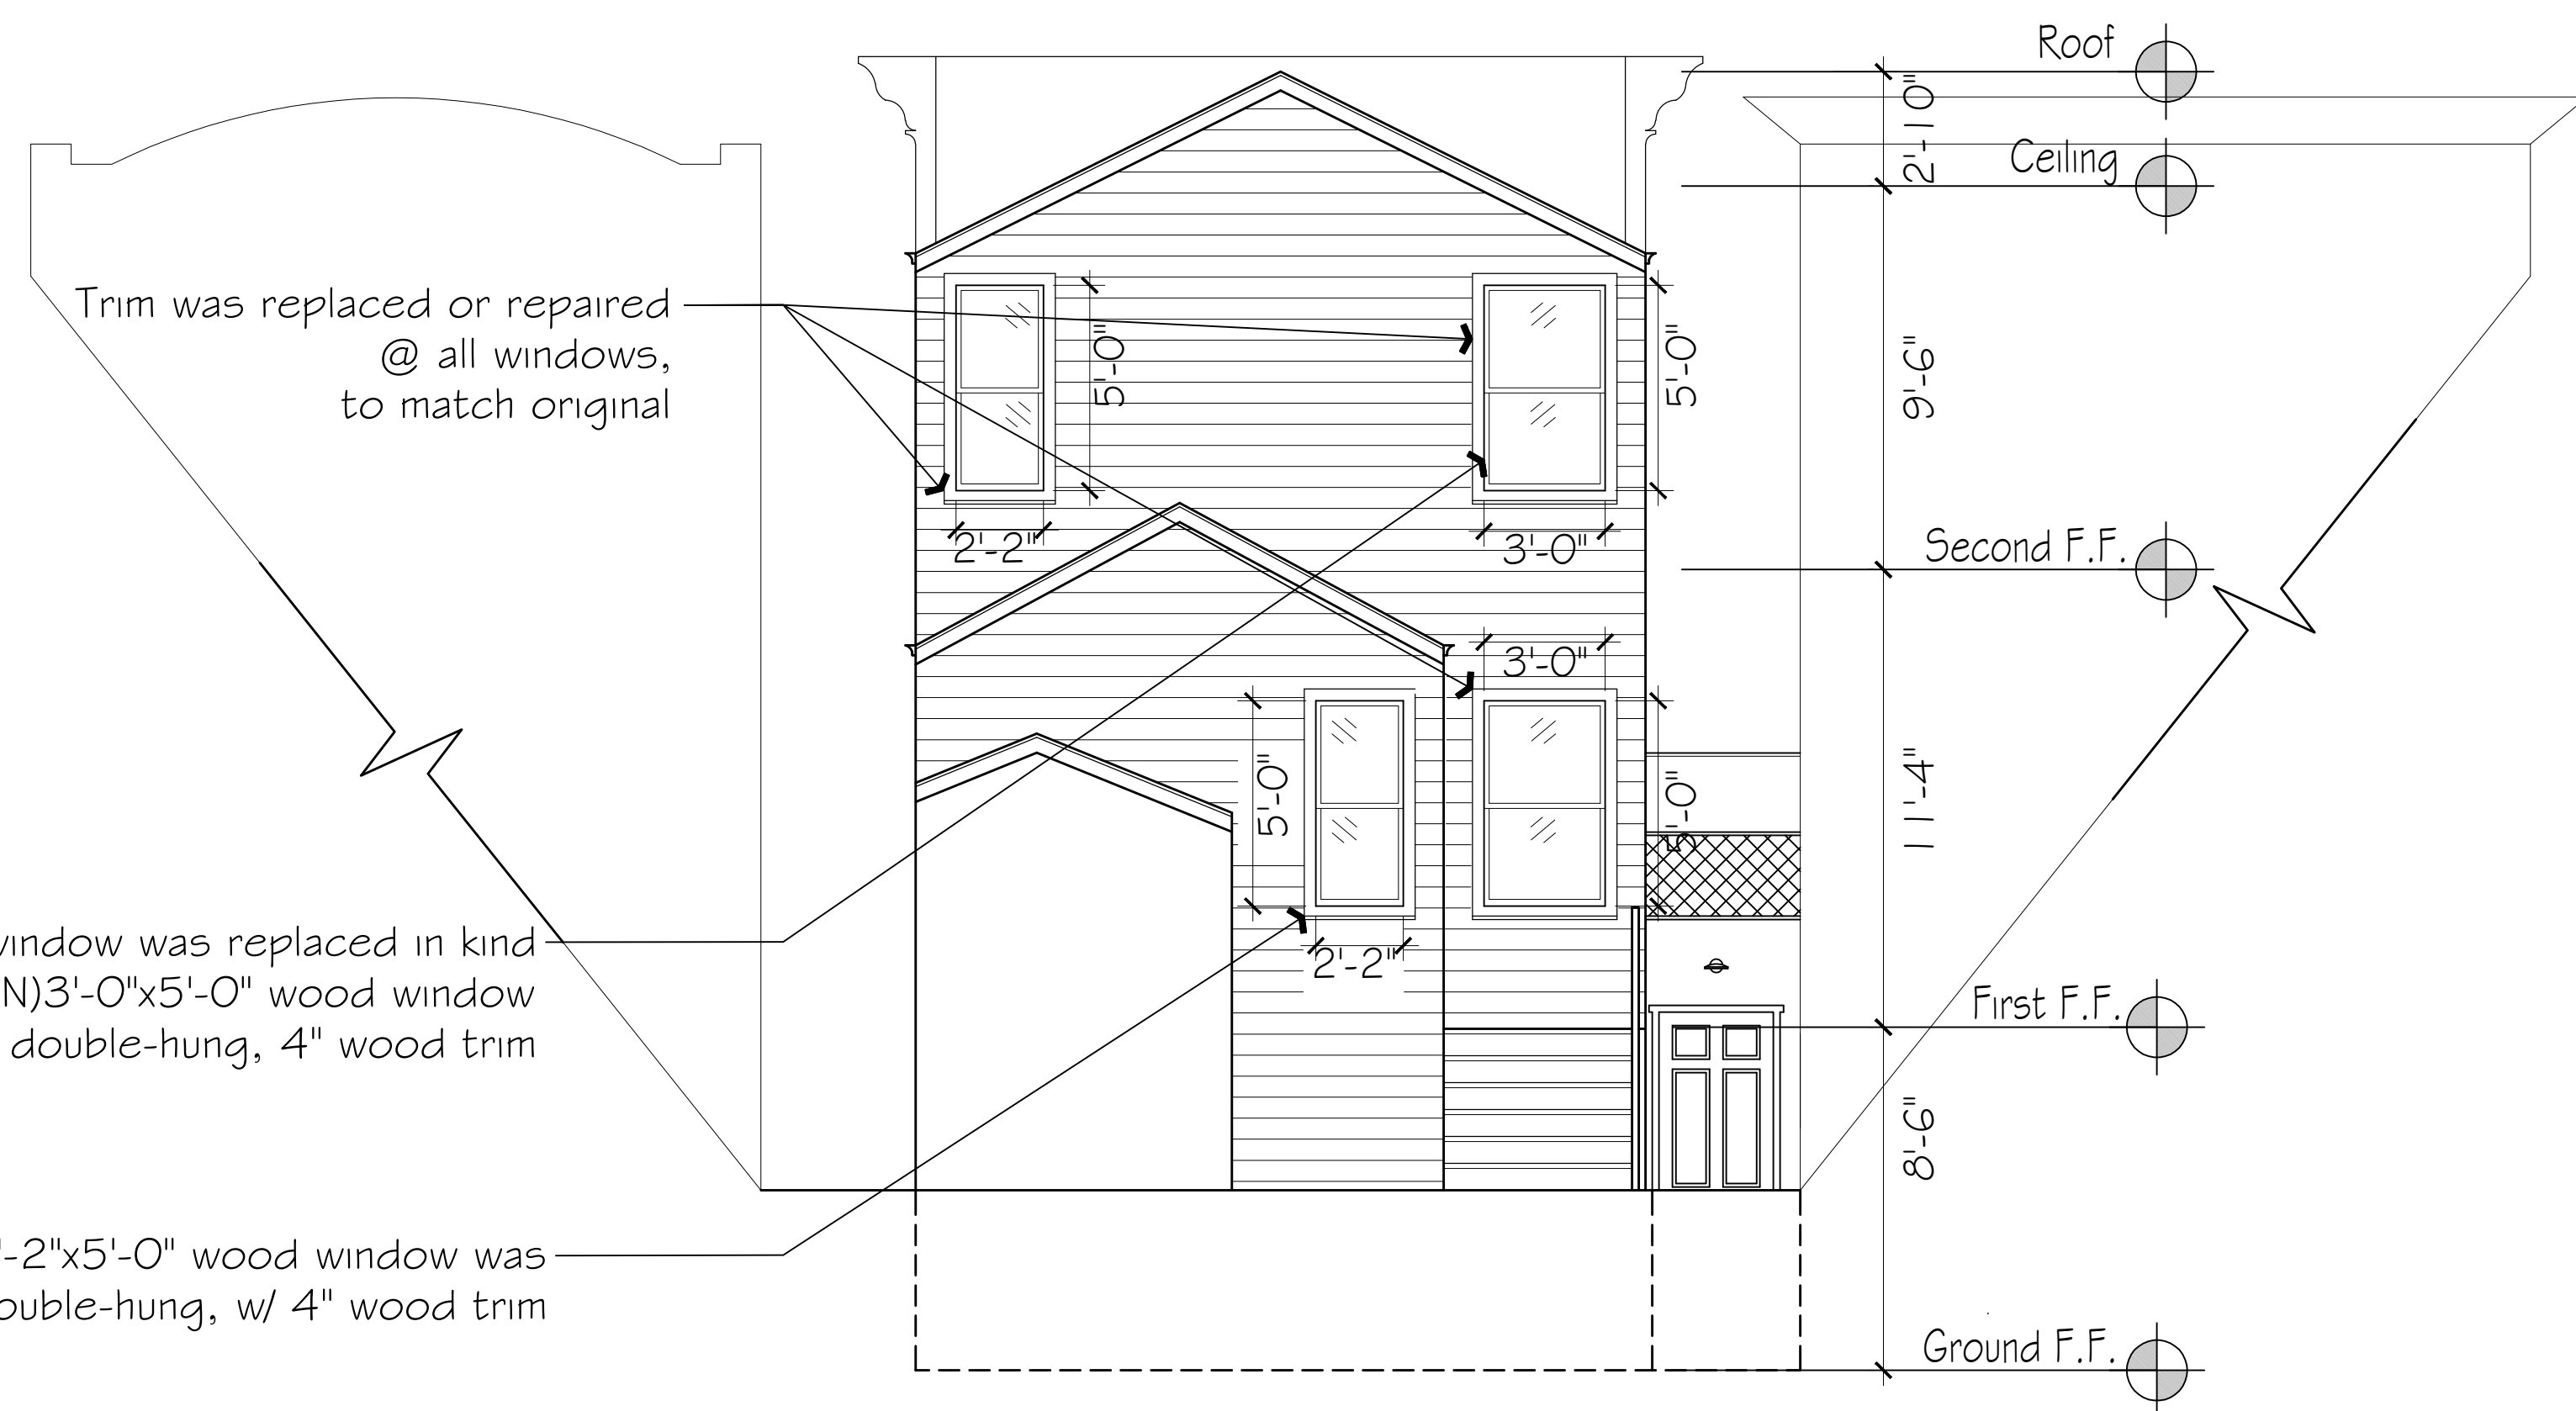 Roof
2'-10"
Ceiling
Trim was replaced or repaired
@ all windows,
to match original
5'-0"
5'-0"
9'-6"
2'-2"
3'-0"
Second F.F.
3'-0"
5'-0"
5'-0"
11'-4"
window was replaced in kind
N)3'-0"x5'-0" wood window
double-hung, 4" wood trim
2'-2"
First F.F.
8'-6"
'-2"x5'-0" wood window was
ouble-hung, w/ 4" wood trim
Ground F.F.